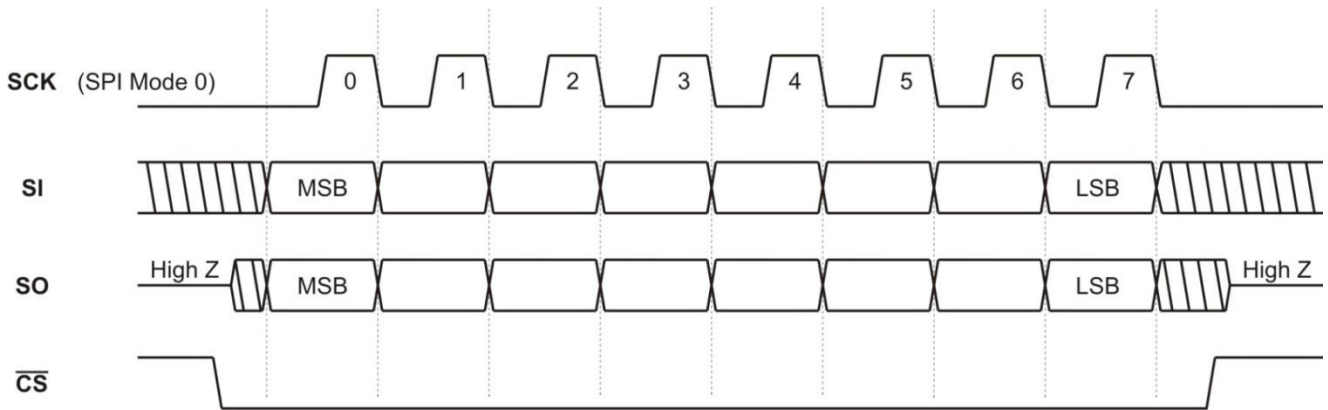 SCK (SPI Mode 0) 0 1 2 3 4 5 6 7
SI MSB LSB
High Z High Z
SO MSB LSB
C̅S̅